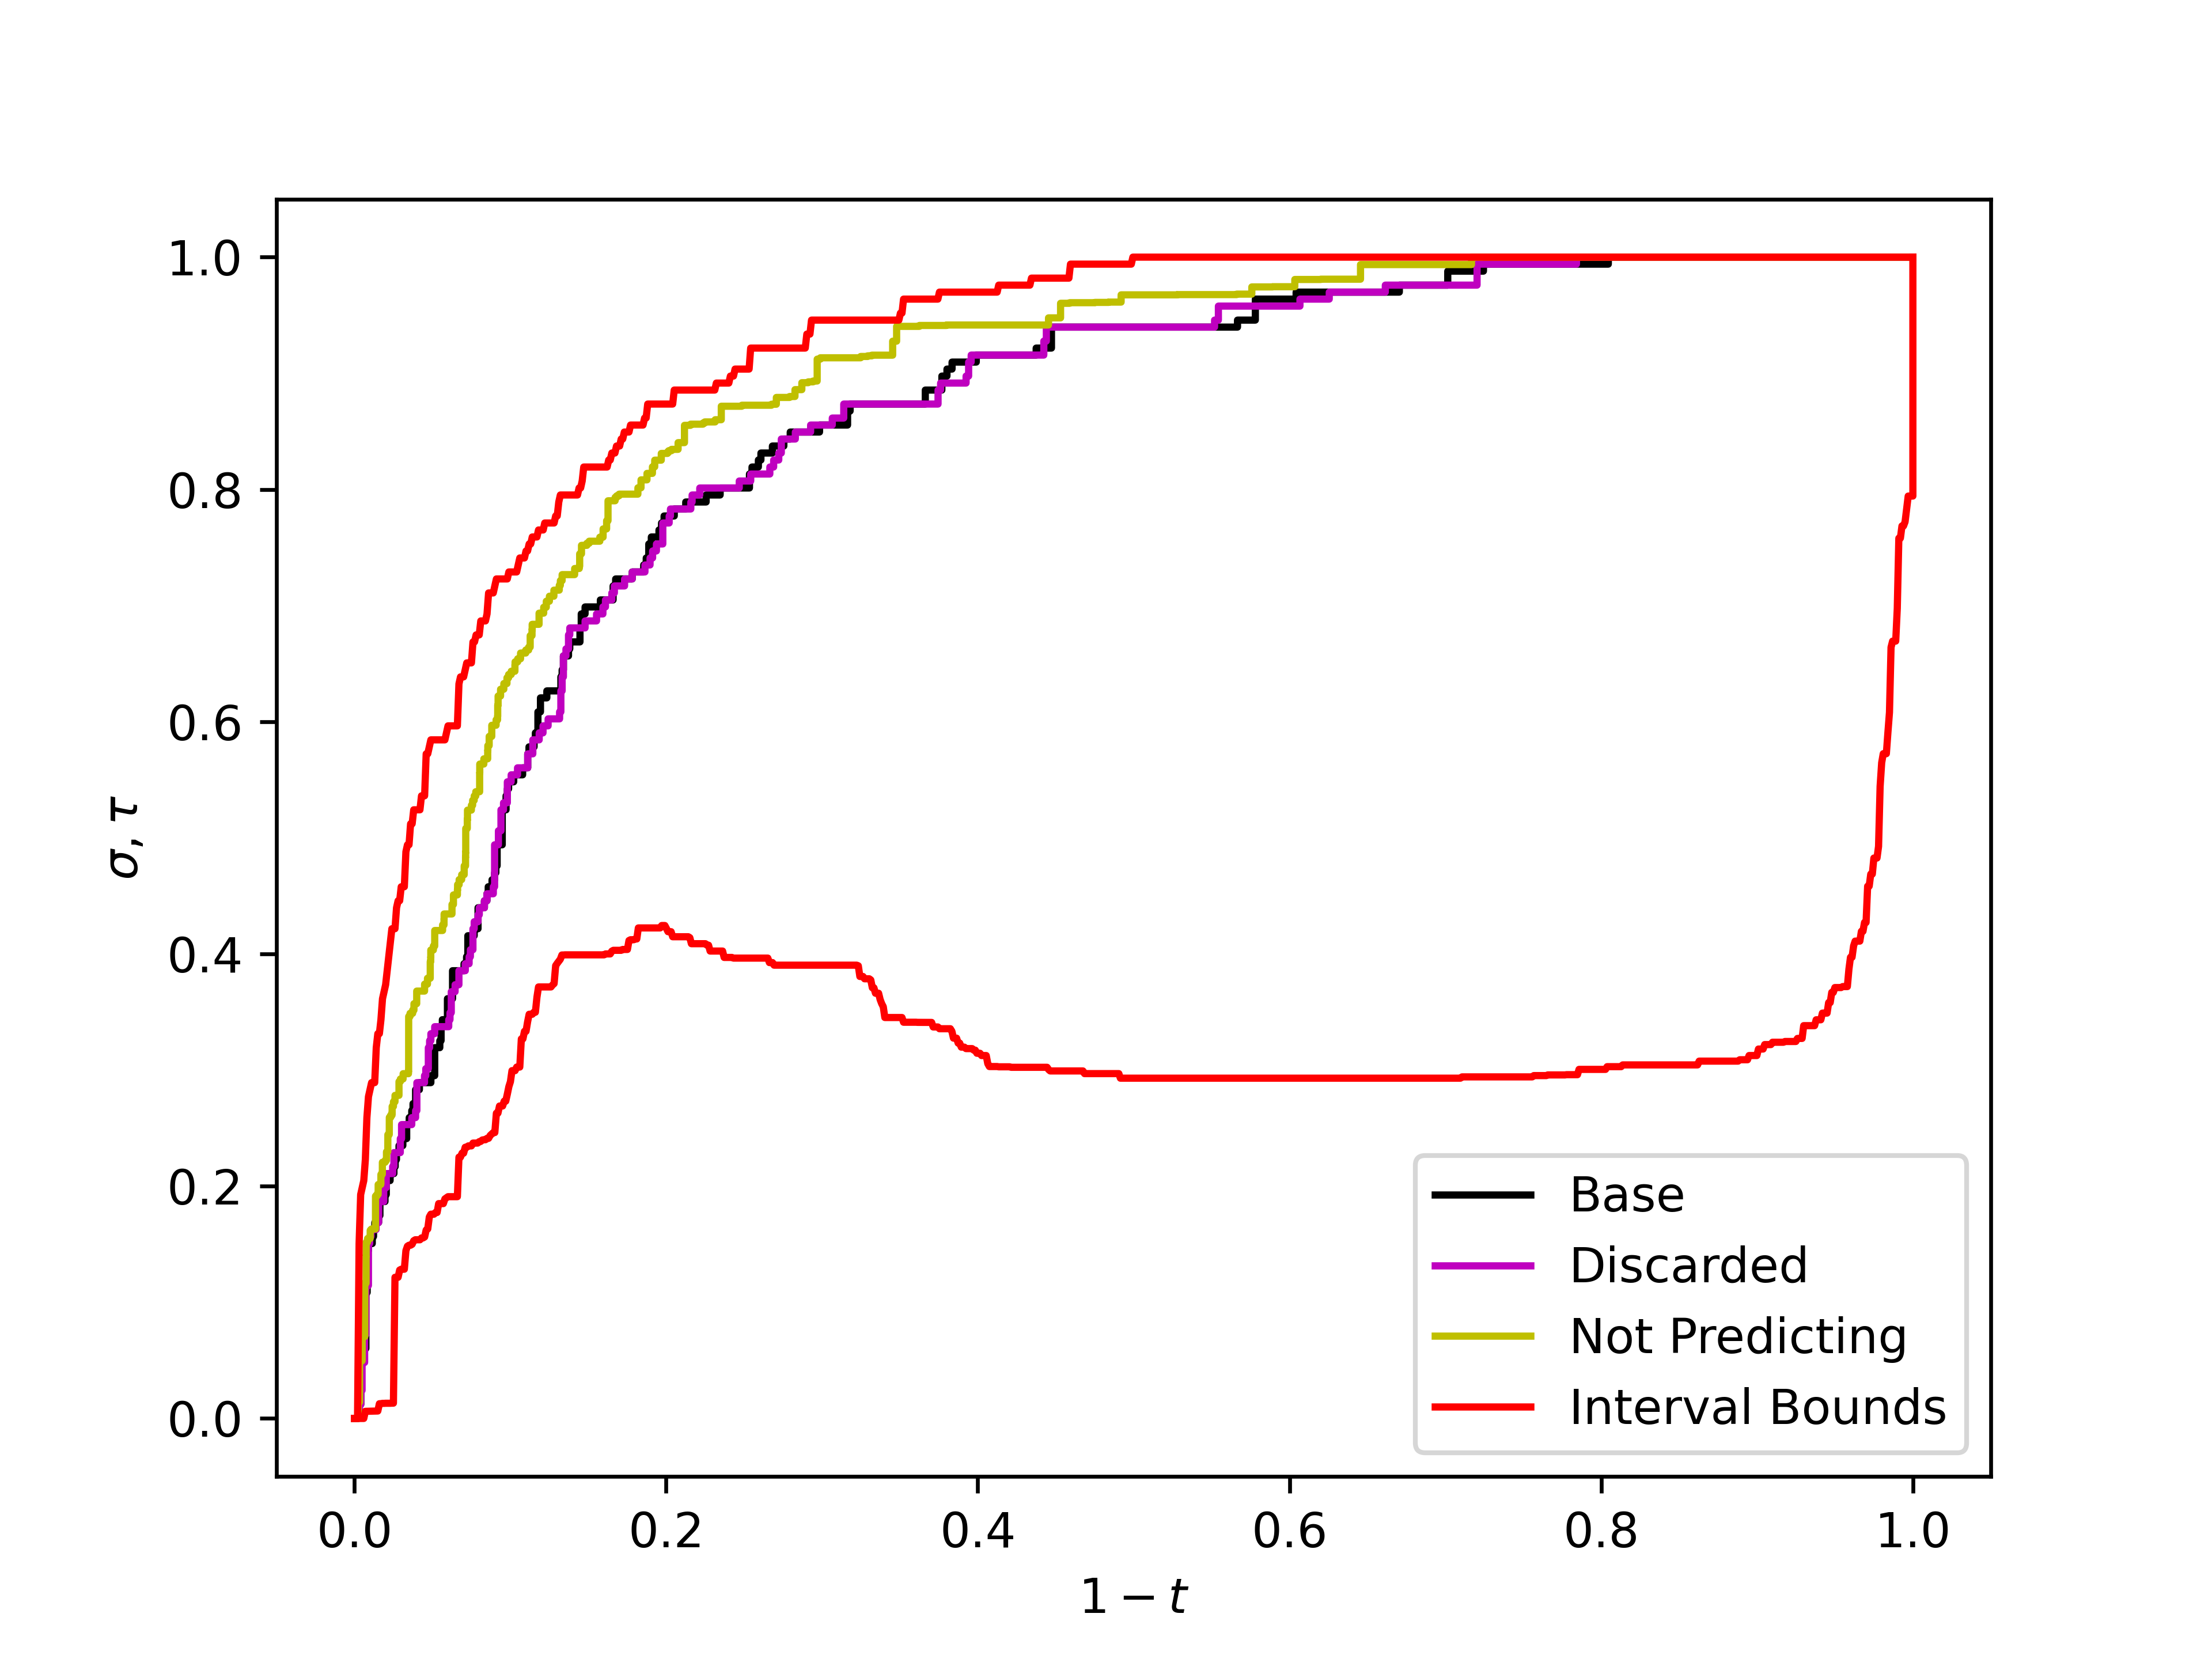 1.0
0.8
0.6
0.4
0.2
0.0
σ, τ
0.0 0.2 0.4 0.6 0.8 1.0
1 − t
Base
Discarded
Not Predicting
Interval Bounds